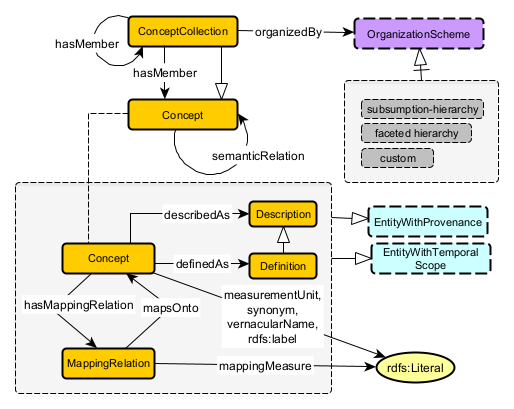 ConceptCollection
organizedBy
OrganizationScheme
hasMember
hasMember
Concept
semanticRelation
subsumption-hierarchy
faceted hierarchy
custom
describedAs
Description
EntityWithProvenance
Concept
definedAs
Definition
EntityWithTemporal
Scope
hasMappingRelation
mapsOnto
measurementUnit,
synonym,
vernacularName,
rdfs:label
MappingRelation
mappingMeasure
rdfs:Literal